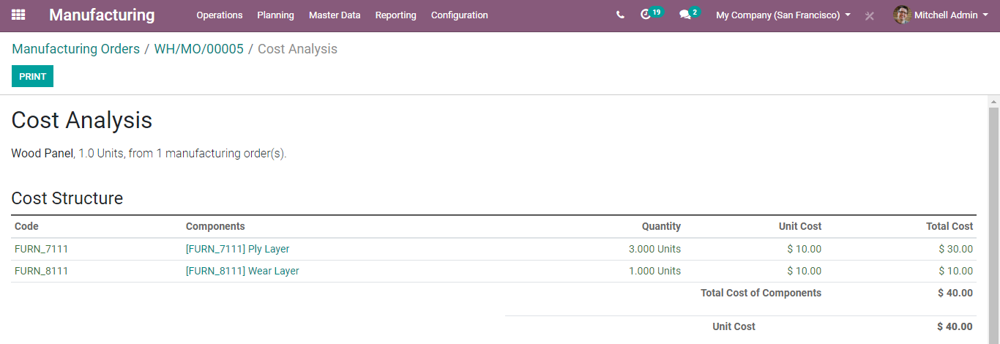 Manufacturing Operations Planning Master Data Reporting Configuration 19 2 My Company (San Francisco) Mitchell Admin
Manufacturing Orders / WH/MO/00005 / Cost Analysis
PRINT
Cost Analysis
Wood Panel, 1.0 Units, from 1 manufacturing order(s).
Cost Structure
Code Components Quantity Unit Cost Total Cost
FURN_7111 [FURN_7111] Ply Layer 3.000 Units $ 10.00 $ 30.00
FURN_8111 [FURN_8111] Wear Layer 1.000 Units $ 10.00 $ 10.00
Total Cost of Components $ 40.00
Unit Cost $ 40.00